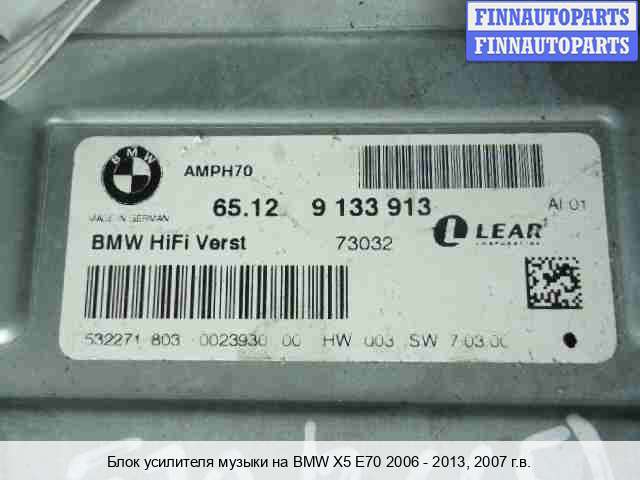 FINNAUTOPARTS
FINNAUTOPARTS
BMW
AMPH70
65.12 9 133 913
AI 01
MADE IN GERMANY
BMW HiFi Verst
73032
LEAR
CORPORATION
532271 803 0023930 00 HW 003 SW 7.03.00
Блок усилителя музыки на BMW X5 E70 2006 - 2013, 2007 г.в.